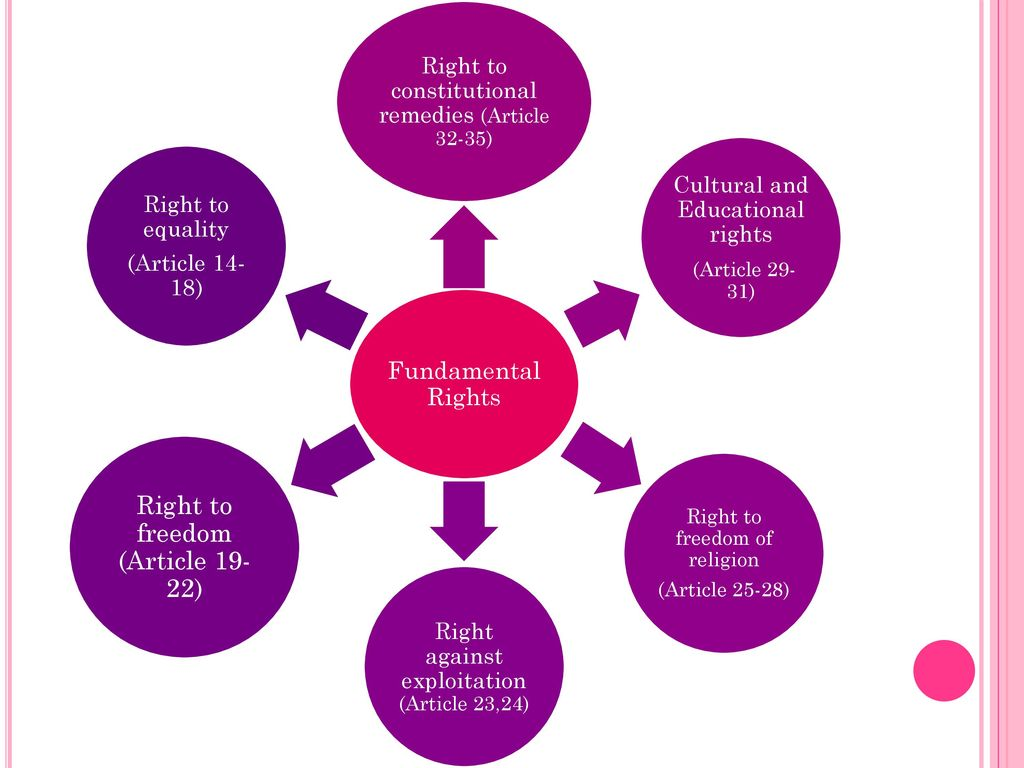 Right to
constitutional
remedies (Article
32-35)
Cultural and
Educational
rights
(Article 29-
31)
Right to
equality
(Article 14-
18)
Fundamental
Rights
Right to
freedom
(Article 19-
22)
Right to
freedom of
religion
(Article 25-28)
Right
against
exploitation
(Article 23,24)